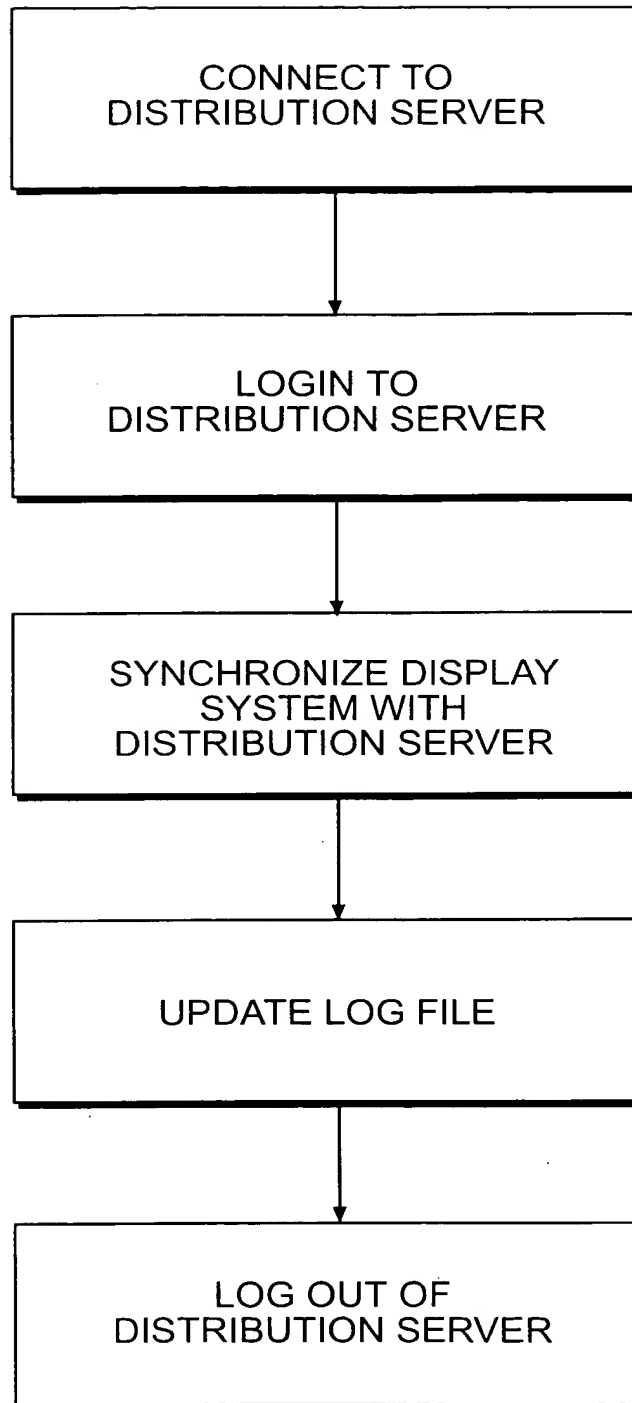 CONNECT TO
DISTRIBUTION SERVER
LOGIN TO
DISTRIBUTION SERVER
SYNCHRONIZE DISPLAY
SYSTEM WITH
DISTRIBUTION SERVER
UPDATE LOG FILE
LOG OUT OF
DISTRIBUTION SERVER